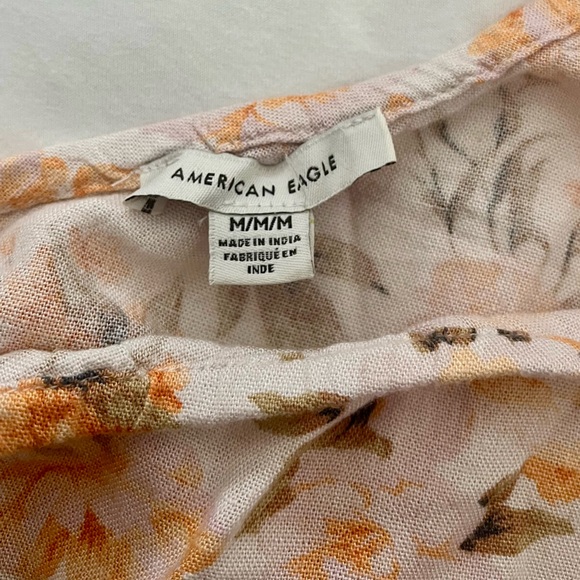 AMERICAN EAGLE
M/M/M
MADE IN INDIA
FABRIQUÉ EN
INDE